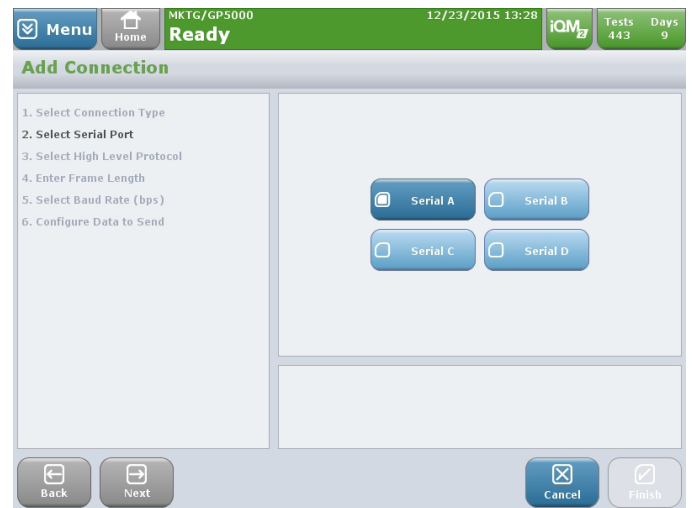 Menu
Home
MKTG/GP5000
12/23/2015 13:28
Ready
iQM2
Tests Days
443 9
Add Connection
1. Select Connection Type
2. Select Serial Port
3. Select High Level Protocol
4. Enter Frame Length
5. Select Baud Rate (bps)
6. Configure Data to Send
Serial A
Serial B
Serial C
Serial D
Back
Next
Cancel
Finish